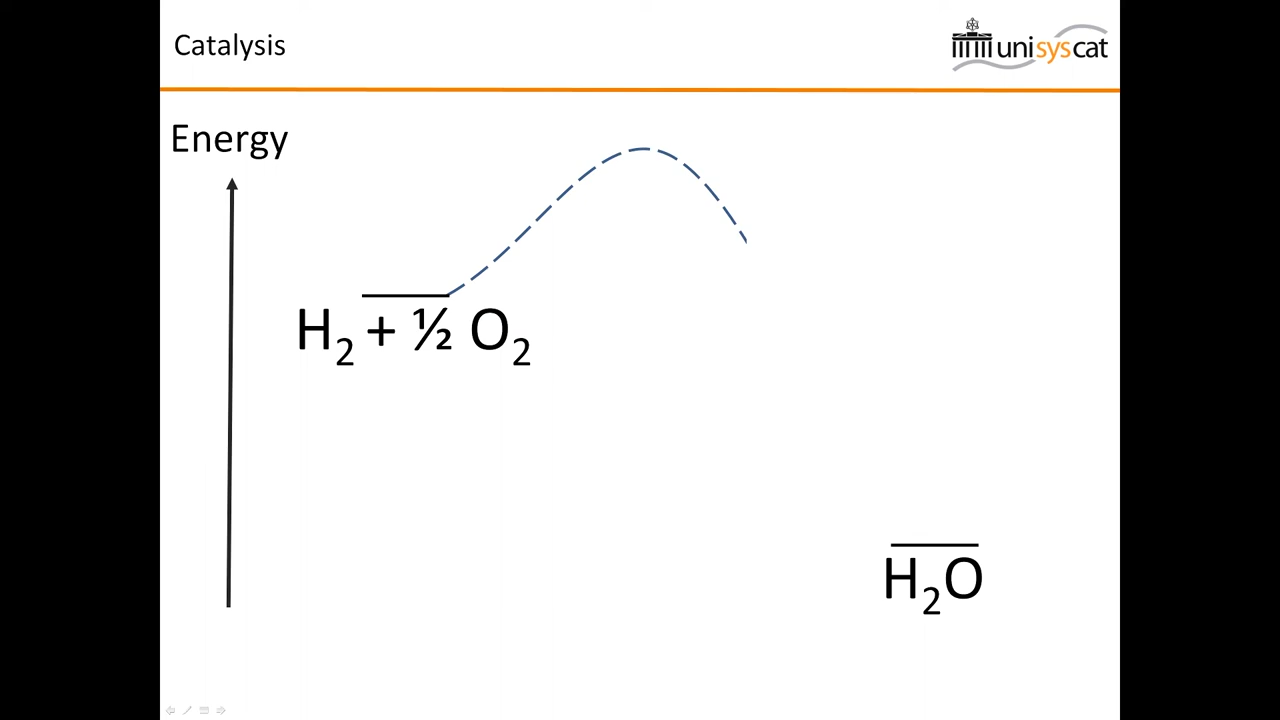 Catalysis
unisyscat
Energy
H₂ + ½ O₂
H₂O